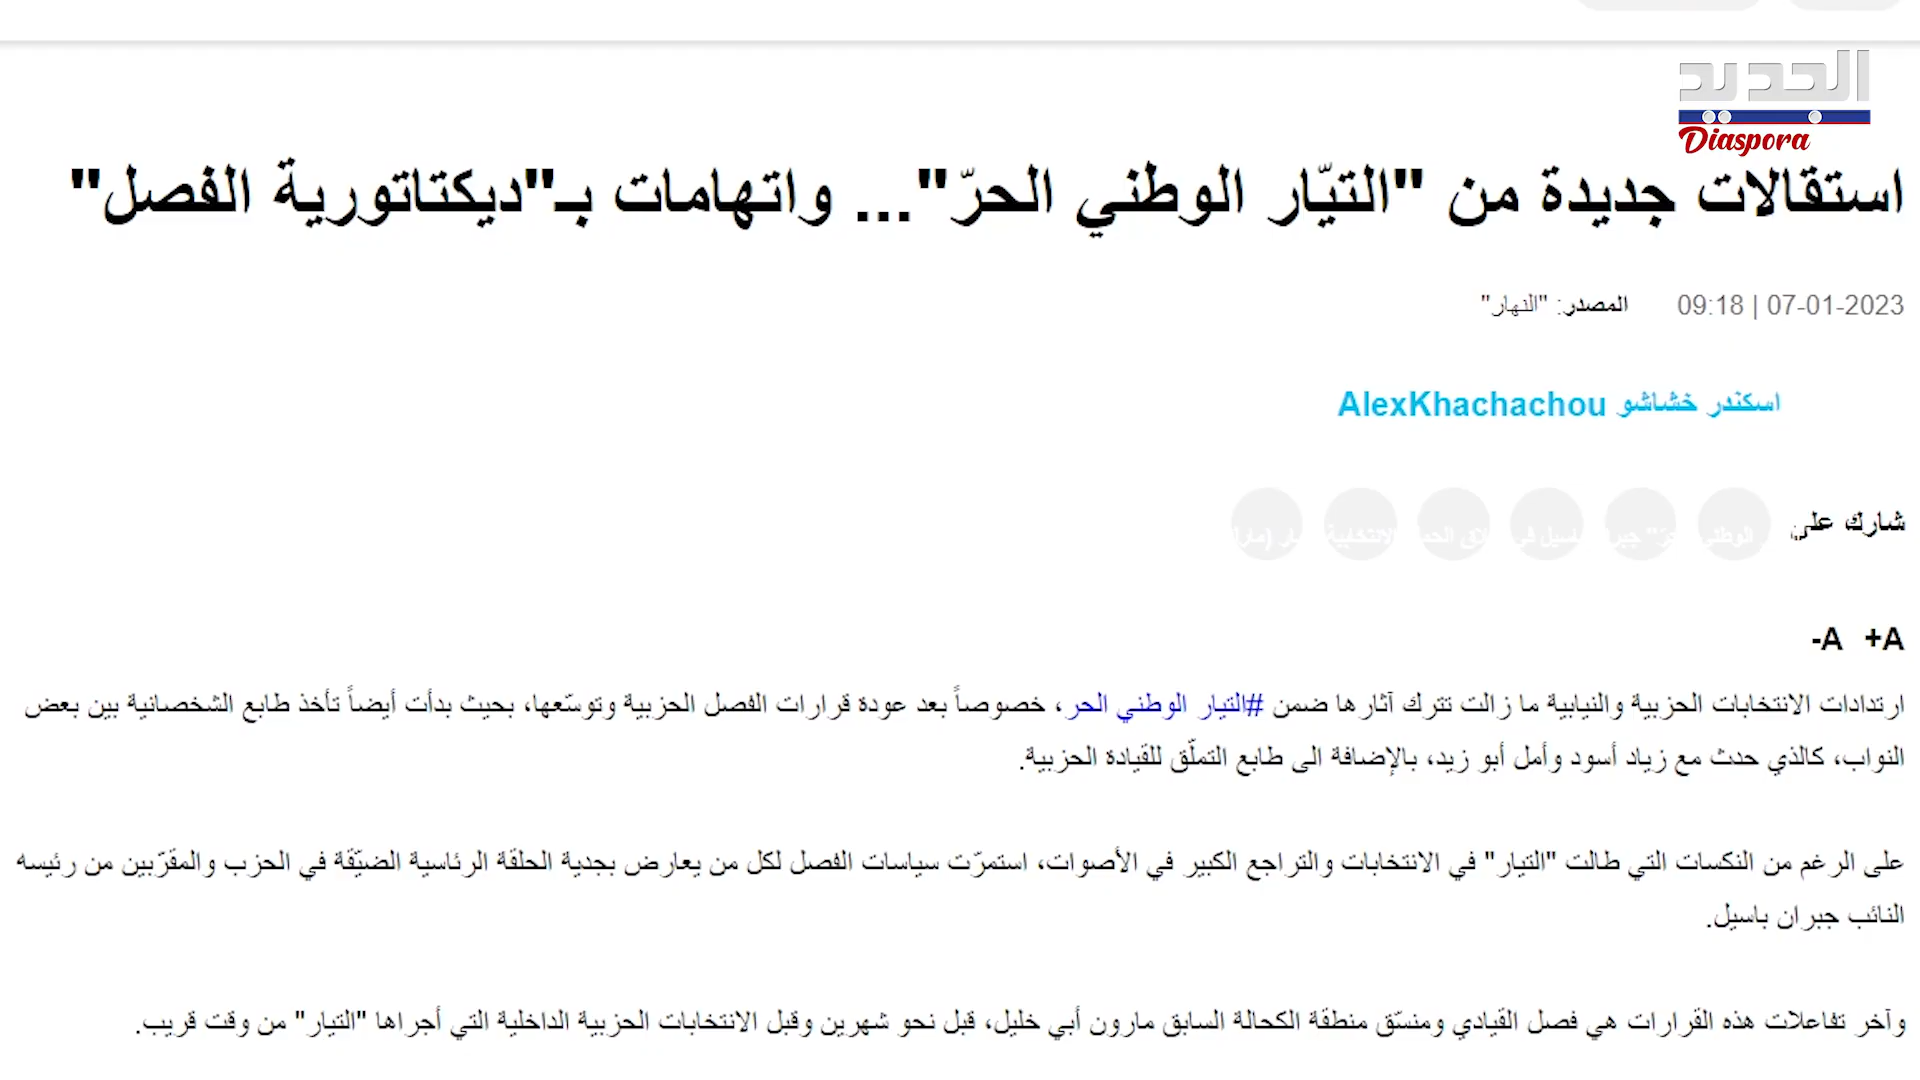 الجديد
Diaspora
استقالات جديدة من "التيّار الوطني الحرّ"... واتهامات بـ"ديكتاتورية الفصل"
07-01-2023 | 09:18 المصدر: "النهار"
اسكندر خشاشو AlexKhachachou
شارك على
A+ A-
ارتدادات الانتخابات الحزبية والنيابية ما زالت تترك آثارها ضمن #التيار الوطني الحر، خصوصاً بعد عودة قرارات الفصل الحزبية وتوسّعها، بحيث بدأت أيضاً تأخذ طابع الشخصانية بين بعض
النواب، كالذي حدث مع زياد أسود وأمل أبو زيد، بالإضافة الى طابع التملّق للقيادة الحزبية.
على الرغم من النكسات التي طالت "التيار" في الانتخابات والتراجع الكبير في الأصوات، استمرّت سياسات الفصل لكل من يعارض بجدية الحلقة الرئاسية الضيّقة في الحزب والمقرّبين من رئيسه
النائب جبران باسيل.
وآخر تفاعلات هذه القرارات هي فصل القيادي ومنسّق منطقة الكحالة السابق مارون أبي خليل، قبل نحو شهرين وقبل الانتخابات الحزبية الداخلية التي أجراها "التيار" من وقت قريب.